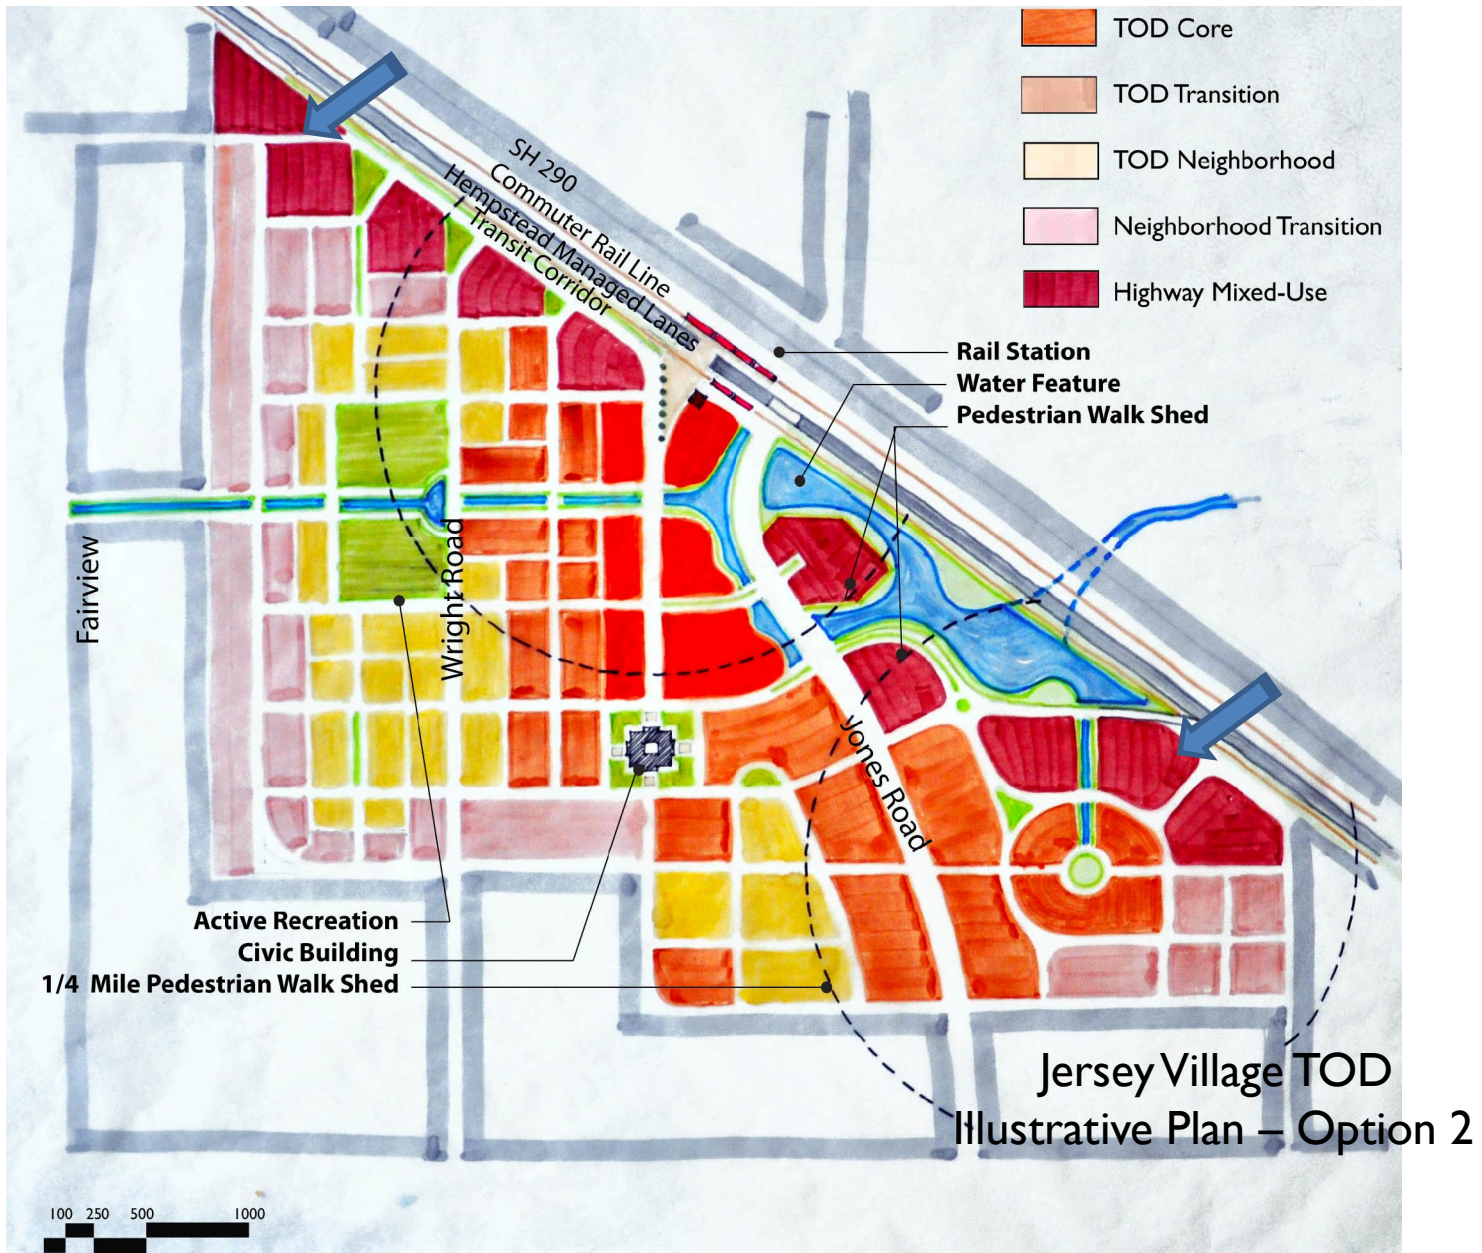 TOD Core
TOD Transition
TOD Neighborhood
Neighborhood Transition
Highway Mixed-Use
SH 290
Commuter Rail Line
Hempstead Managed Lanes
Transit Corridor
Rail Station
Water Feature
Pedestrian Walk Shed
Fairview
Wright Road
Jones Road
Active Recreation
Civic Building
1/4 Mile Pedestrian Walk Shed
Jersey Village TOD
Illustrative Plan – Option 2
100 250 500 1000